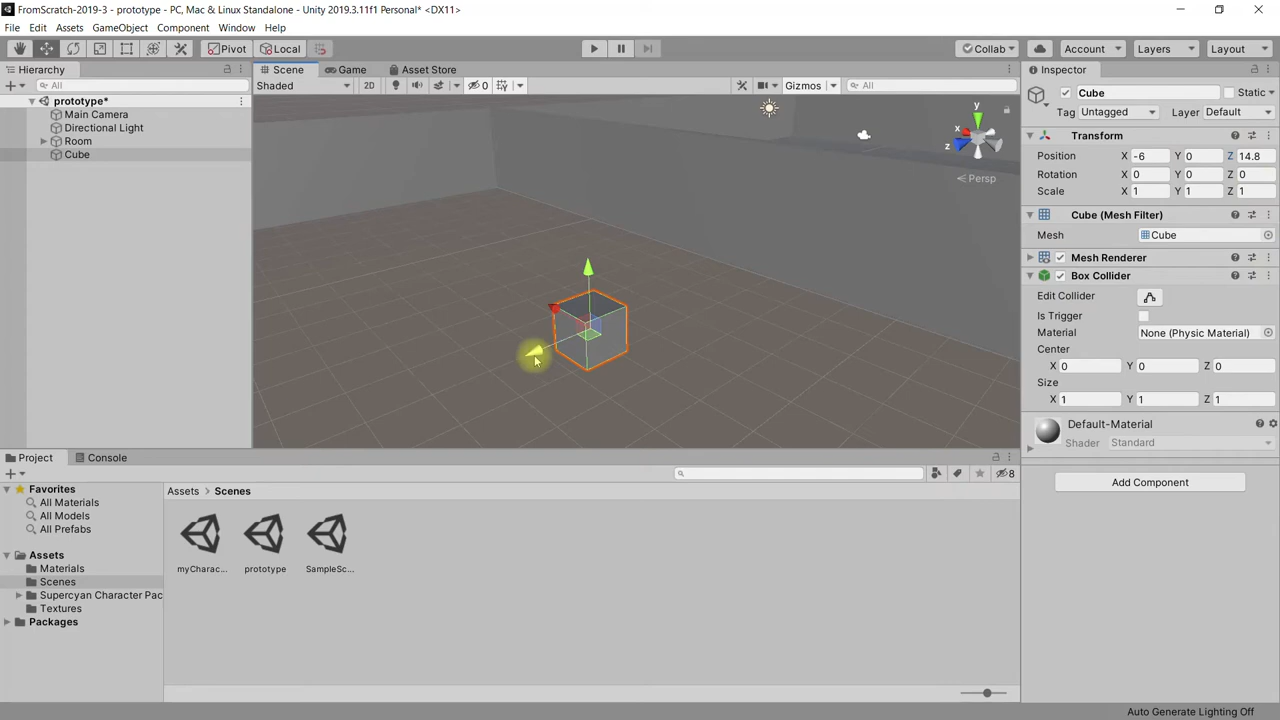 FromScratch-2019-3 - prototype - PC, Mac & Linux Standalone - Unity 2019.3.11f1 Personal* <DX11>
File Edit Assets GameObject Component Window Help
Pivot Local Collab Account Layers Layout
Hierarchy
All
prototype*
Main Camera
Directional Light
Room
Cube
Scene Game Asset Store
Shaded 2D 0 Gizmos All
y
x
z
Persp
Inspector
Cube Static
Tag Untagged Layer Default
Transform
Position X -6 Y 0 Z 14.8
Rotation X 0 Y 0 Z 0
Scale X 1 Y 1 Z 1
Cube (Mesh Filter)
Mesh Cube
Mesh Renderer
Box Collider
Edit Collider
Is Trigger
Material None (Physic Material)
Center
X 0 Y 0 Z 0
Size
X 1 Y 1 Z 1
Default-Material
Shader Standard
Add Component
Project Console
8
Favorites
All Materials
All Models
All Prefabs
Assets
Materials
Scenes
Supercyan Character Pac
Textures
Packages
Assets > Scenes
myCharac... prototype SampleSc...
Auto Generate Lighting Off